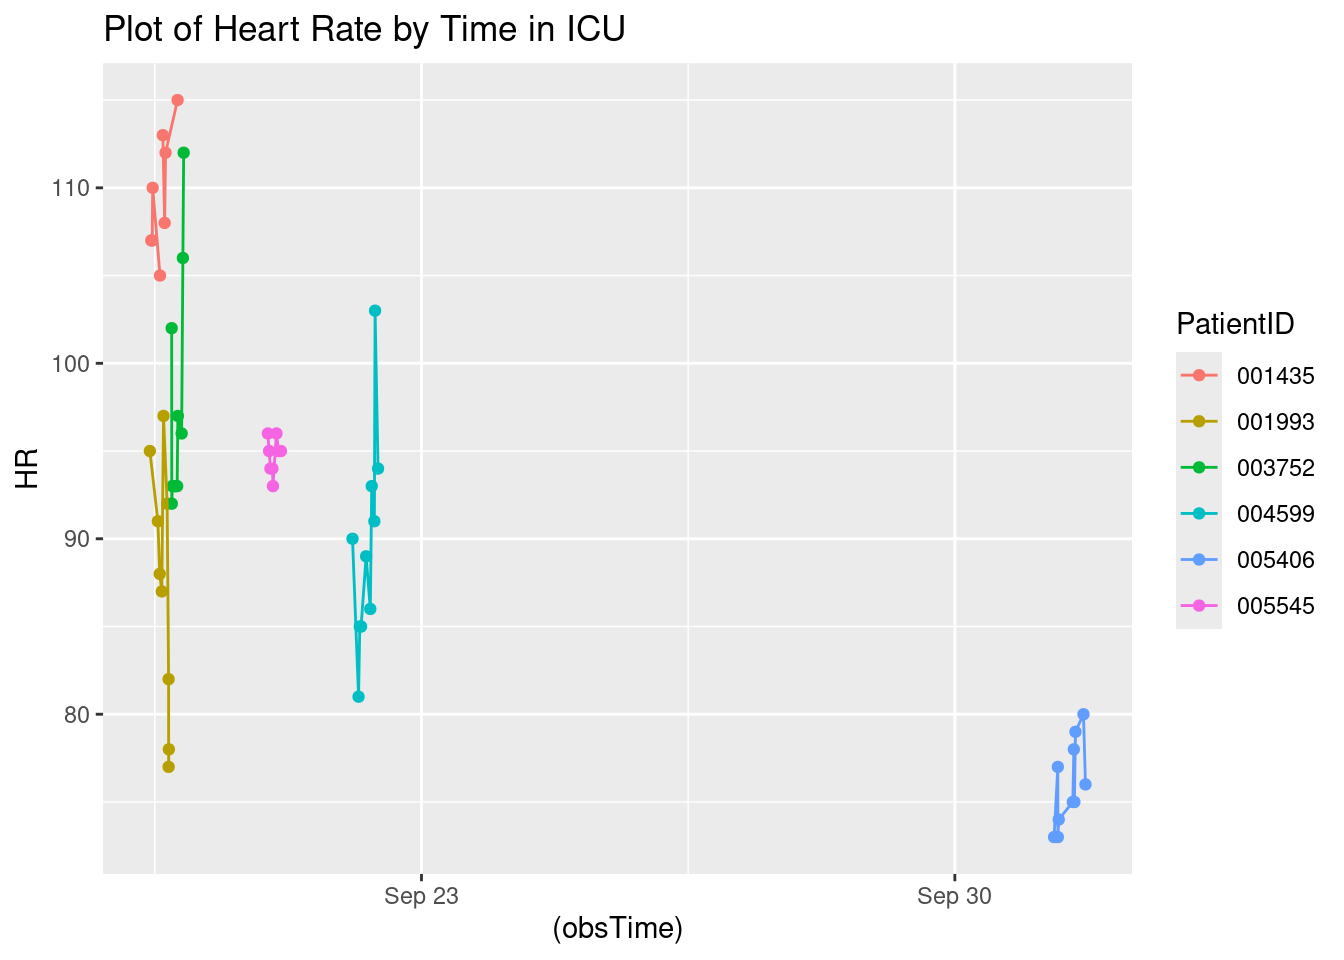 Plot of Heart Rate by Time in ICU
110
100
90
80
HR
Sep 23
Sep 30
(obsTime)
PatientID
001435
001993
003752
004599
005406
005545